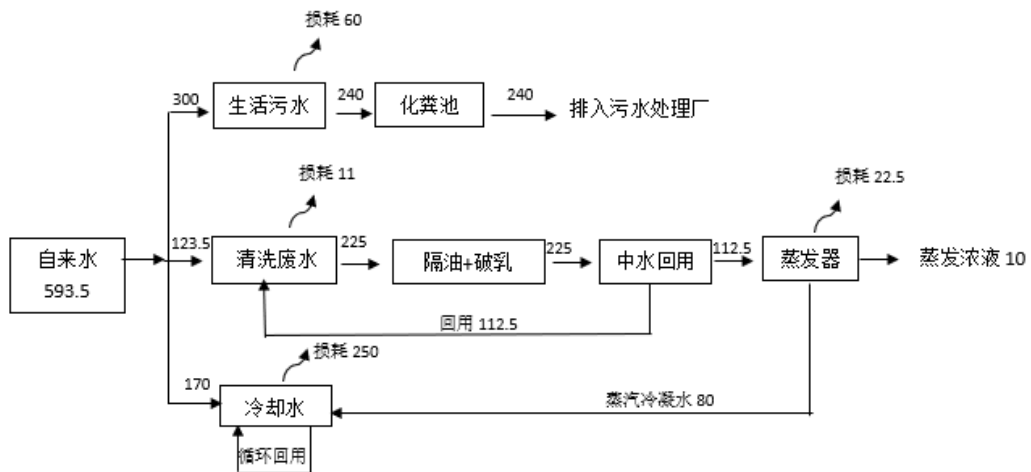 损耗 60
300
生活污水
240
化粪池
240
排入污水处理厂
损耗 11
损耗 22.5
自来水
593.5
123.5
清洗废水
225
隔油+破乳
225
中水回用
112.5
蒸发器
蒸发浓液 10
回用 112.5
损耗 250
170
冷却水
蒸汽冷凝水 80
循环回用